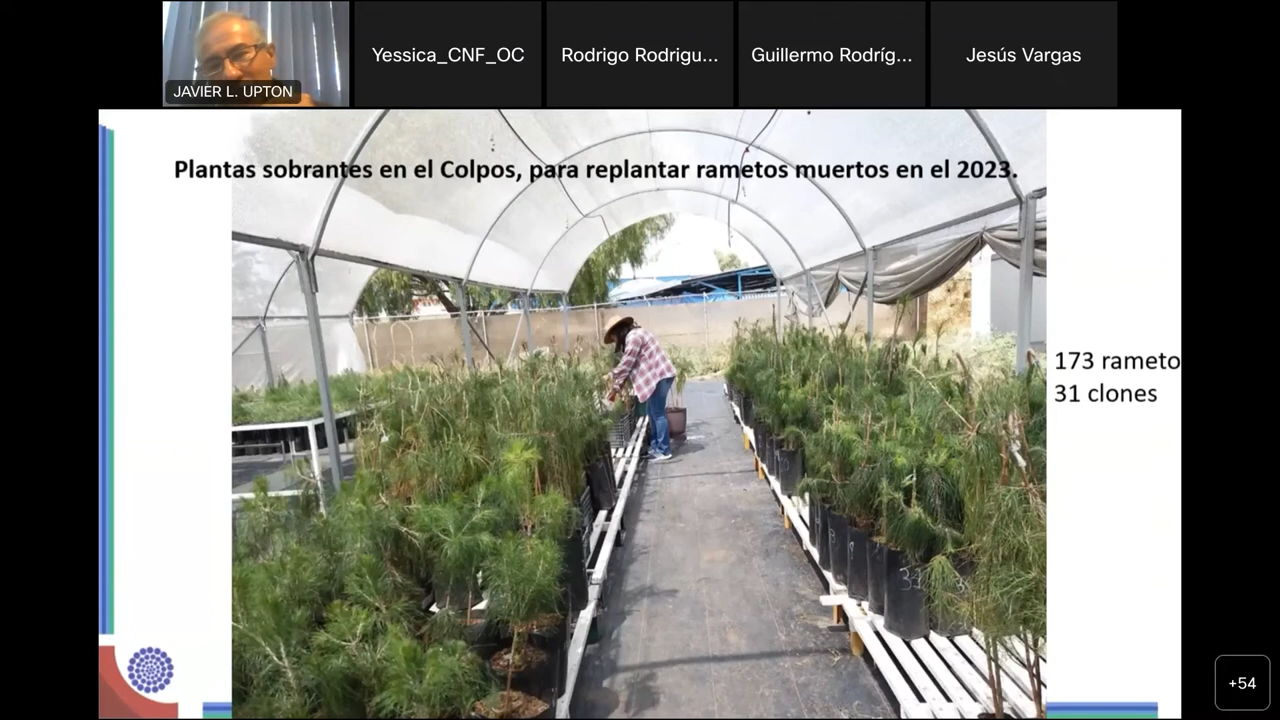 JAVIER L. UPTON
Yessica_CNF_OC
Rodrigo Rodrigu...
Guillermo Rodríg...
Jesús Vargas
Plantas sobrantes en el Colpos, para replantar rametos muertos en el 2023.
173 rameto
31 clones
+54